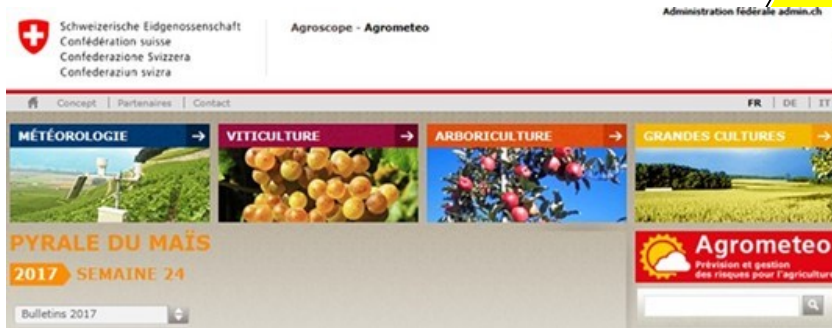 Administration fédérale admin.ch
Schweizerische Eidgenossenschaft
Confédération suisse
Confederazione Svizzera
Confederaziun svizra
Agroscope - Agrometeo
Concept | Partenaires | Contact
FR | DE | IT
MÉTÉOROLOGIE →
VITICULTURE →
ARBORICULTURE →
GRANDES CULTURES →
PYRALE DU MAÏS
2017 SEMAINE 24
Bulletins 2017
Agrometeo
Prévision et gestion
des risques pour l'agriculture